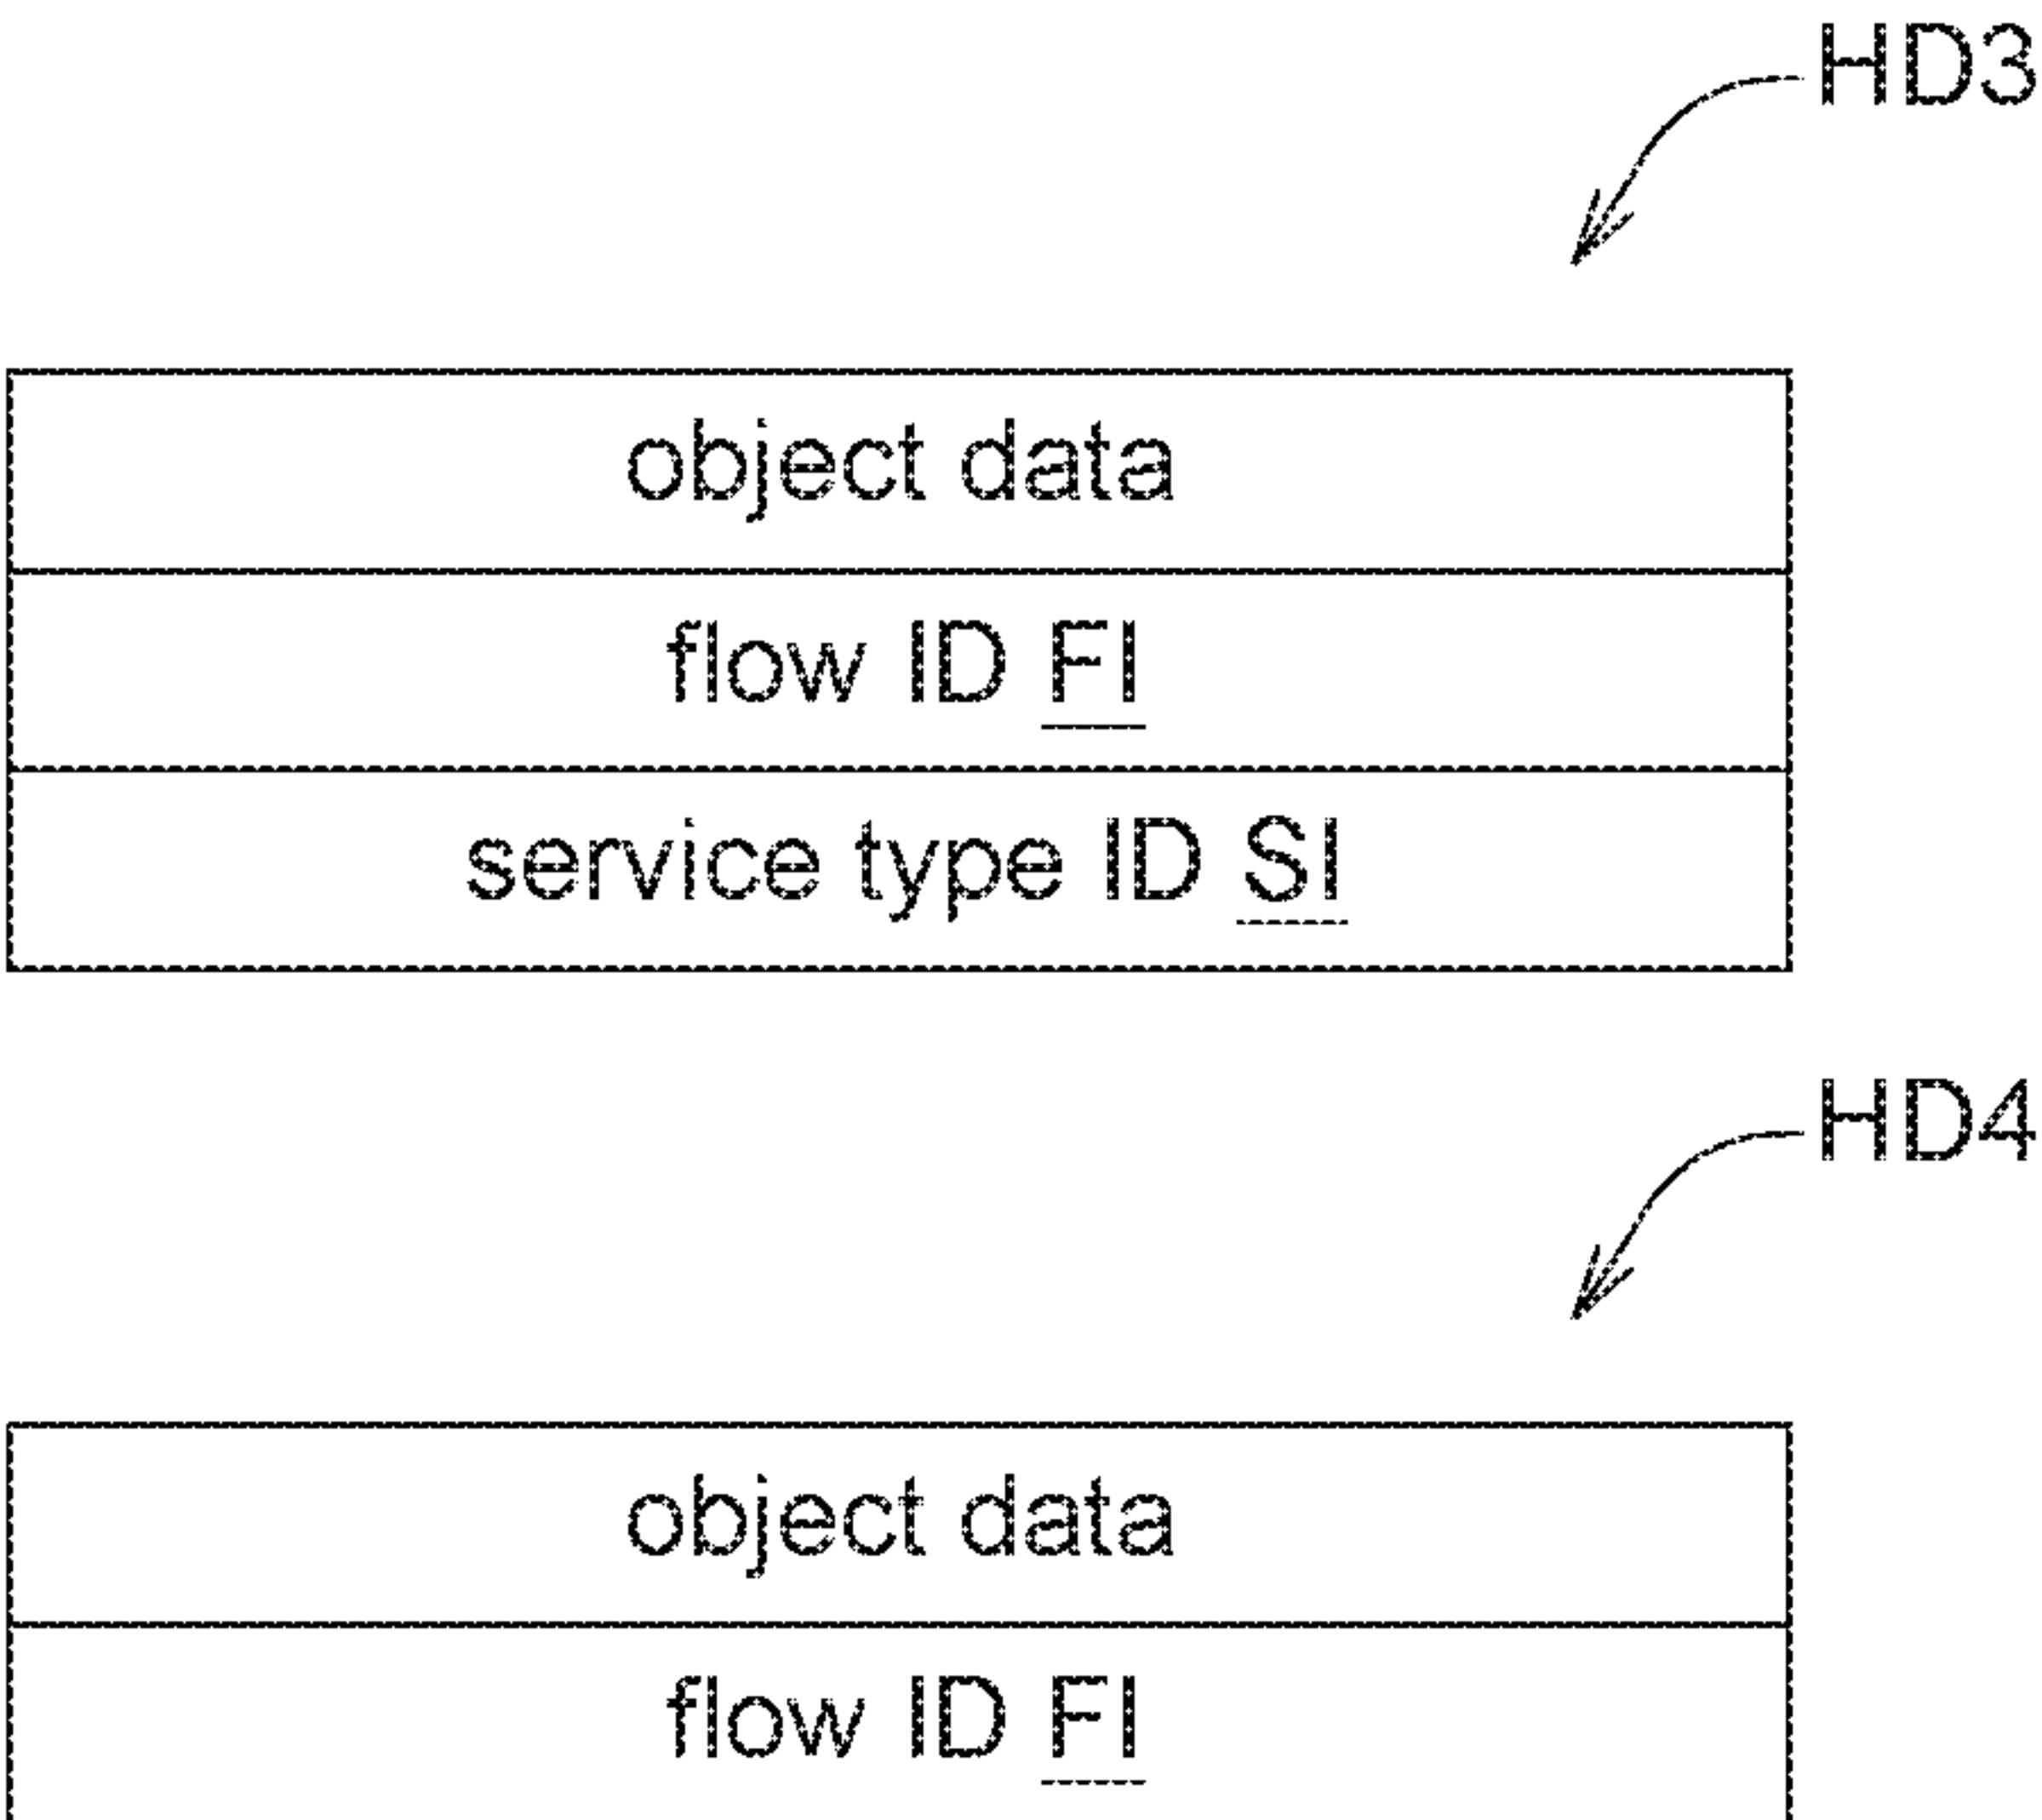 HD3
object data
flow ID FI
service type ID SI
HD4
object data
flow ID FI